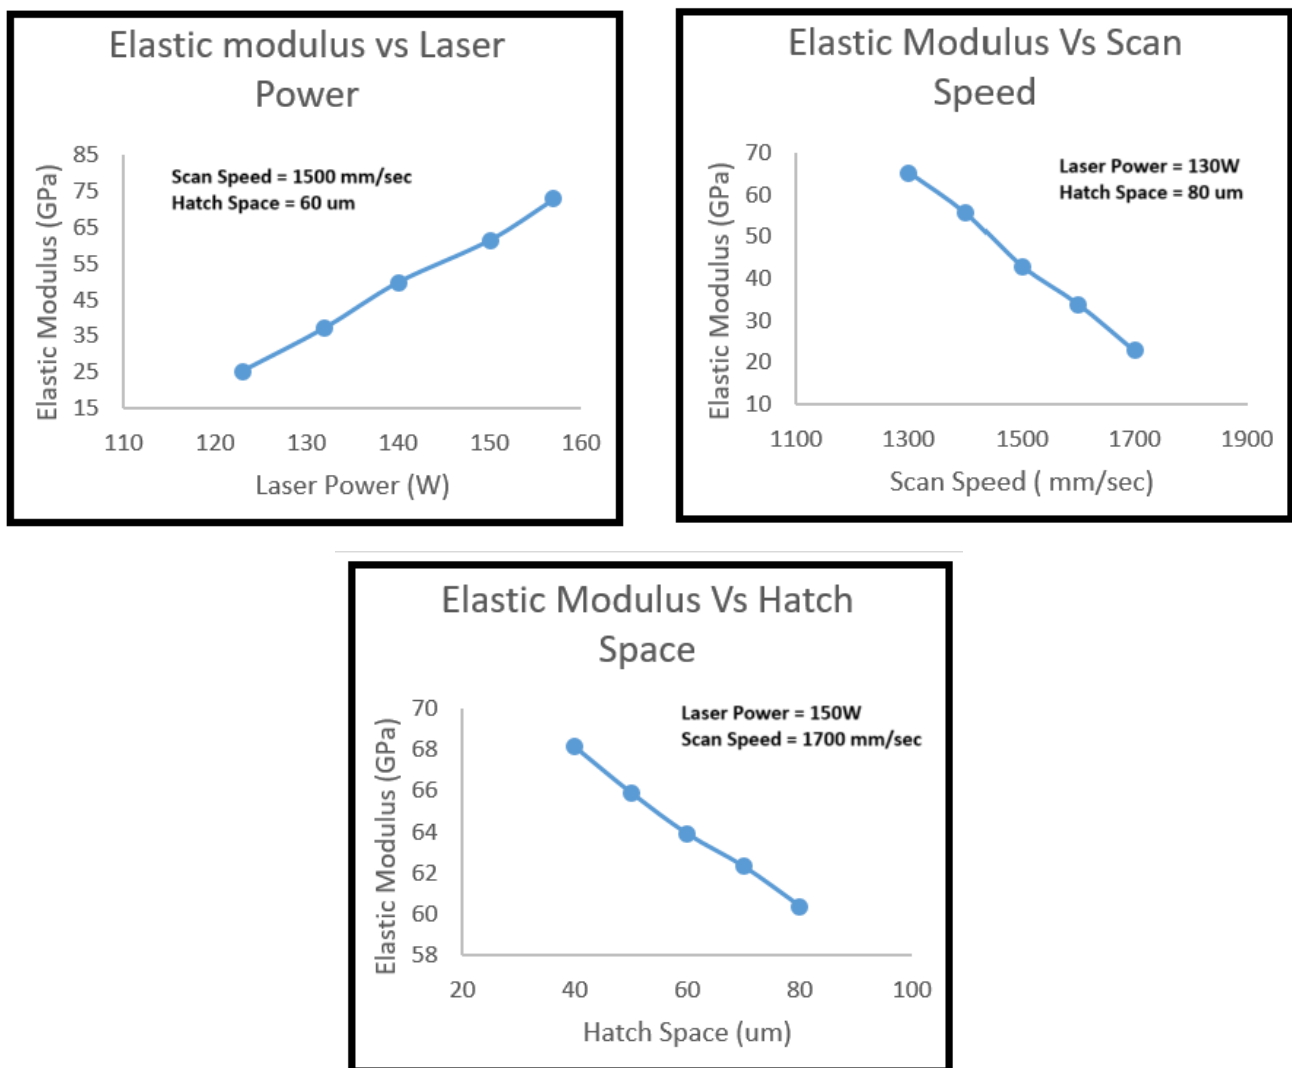 Elastic modulus vs Laser
Power
Elastic Modulus (GPa)
85
75
65
55
45
35
25
15
Scan Speed = 1500 mm/sec
Hatch Space = 60 um
110 120 130 140 150 160
Laser Power (W)
Elastic Modulus Vs Scan
Speed
Elastic Modulus (GPa)
70
60
50
40
30
20
10
Laser Power = 130W
Hatch Space = 80 um
1100 1300 1500 1700 1900
Scan Speed ( mm/sec)
Elastic Modulus Vs Hatch
Space
Elastic Modulus (GPa)
70
68
66
64
62
60
58
Laser Power = 150W
Scan Speed = 1700 mm/sec
20 40 60 80 100
Hatch Space (um)